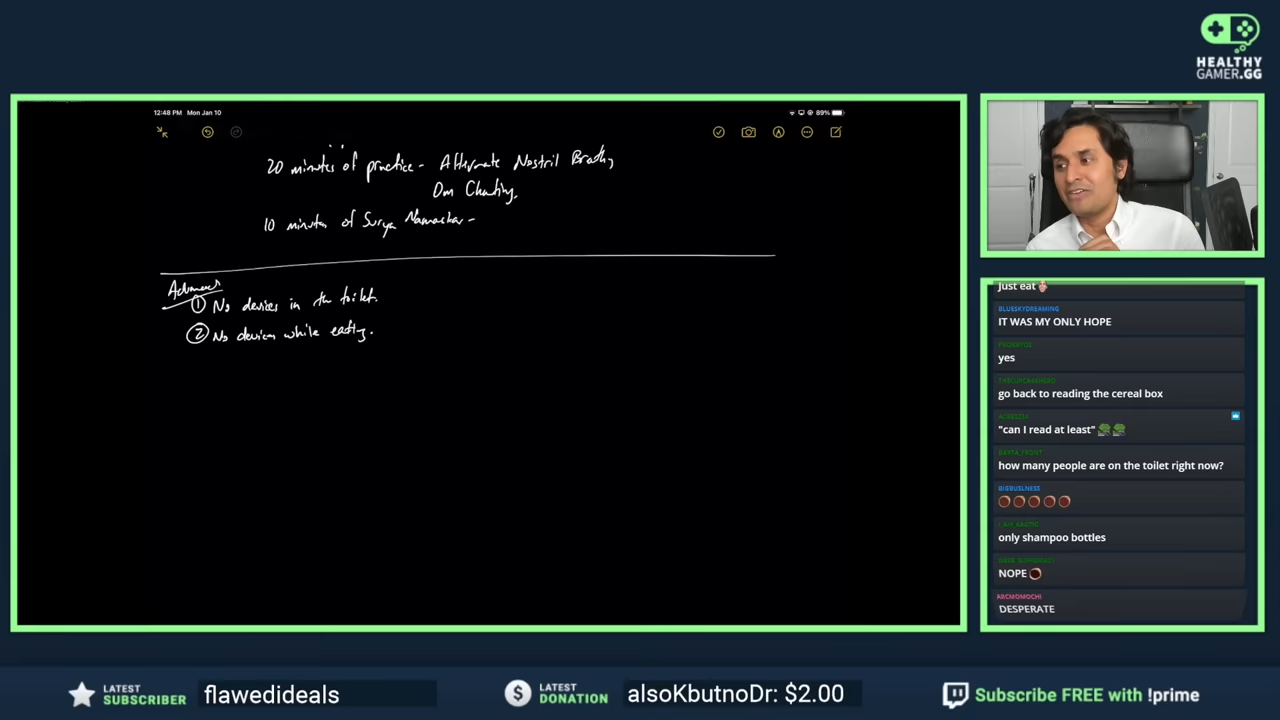 HEALTHY
GAMER.GG
12:48 PM Mon Jan 10
89%
20 minutes of practice - Alternate Nostril Breathing
Om Chanting.
10 minutes of Surya Namaskar -
Advanced
① No devices in the toilet.
② No devices while eating.
just eat
BLUESKYDREAMING
IT WAS MY ONLY HOPE
yes
go back to reading the cereal box
"can I read at least"
how many people are on the toilet right now?
BIGBUSLNESS
only shampoo bottles
NOPE
ARCMOMOCHI
DESPERATE
LATEST
SUBSCRIBER
flawedideals
LATEST
DONATION
alsoKbutnoDr: $2.00
Subscribe FREE with !prime